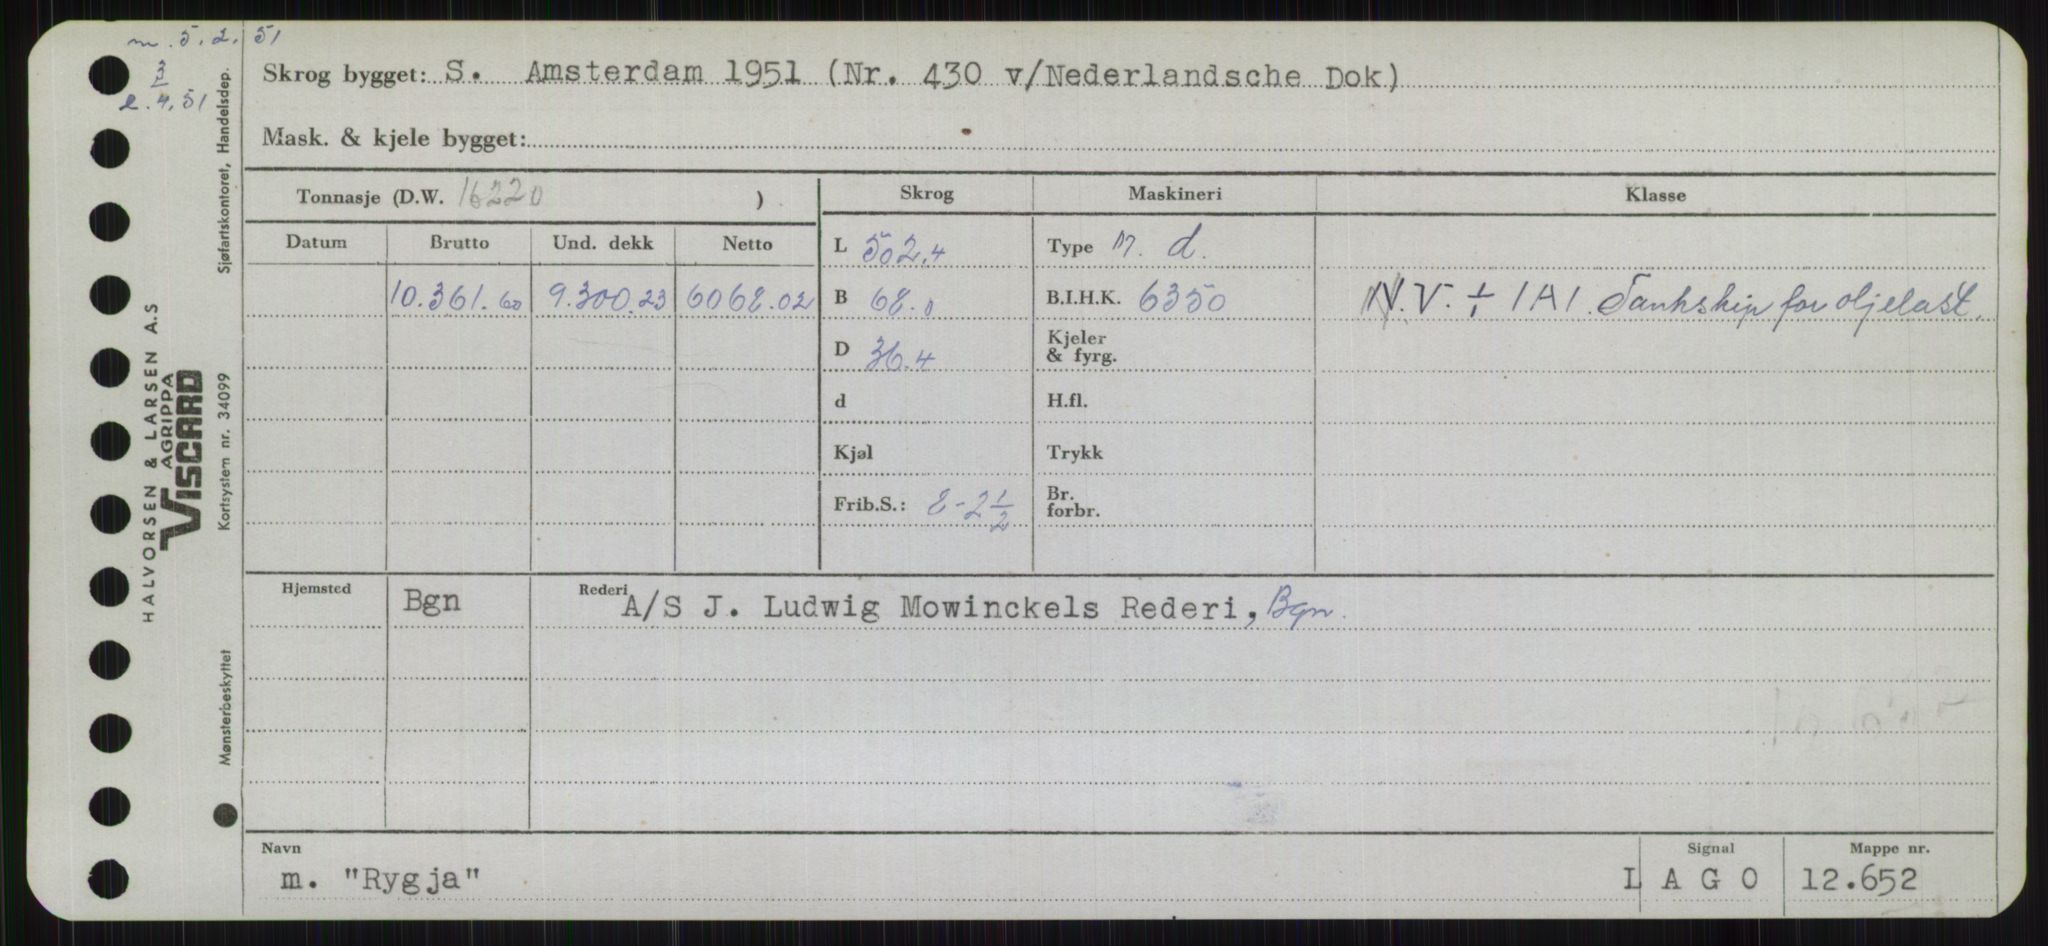 m. 5.2.51
3
e. 4.51
Skrog bygget: S. Amsterdam 1951 (Nr. 430 v/Nederlandsche Dok)
Mask. & kjele bygget:
Tonnasje (D.W. 16220 )
Skrog Maskineri Klasse
Datum Brutto Und. dekk Netto
L 502.4 Type M. d.
10.361.60 9.300.23 6068.02 B 68.0 B.I.H.K. 6350 N.V. + 1A1. Tankskip for oljelast.
D 36.4 Kjeler
& fyrg.
d H.fl.
Kjøl Trykk
Frib.S.: 8-2½ Br.
forbr.
Hjemsted Bgn Rederi A/S J. Ludwig Mowinckels Rederi, Bgn.
Navn Signal Mappe nr.
m. "Rygja" L A G O 12.652
HALVORSEN & LARSEN A.S
AGRIPPA
VISCARD
Mønsterbeskyttet Kortsystem nr. 34099 Sjøfartskontoret, Handelsdep.